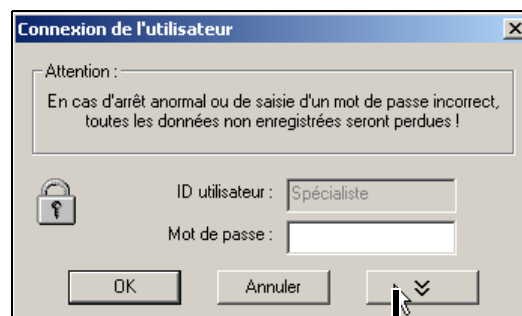 Connexion de l'utilisateur
Attention :
En cas d'arrêt anormal ou de saisie d'un mot de passe incorrect,
toutes les données non enregistrées seront perdues !
ID utilisateur : Spécialiste
Mot de passe :
OK Annuler